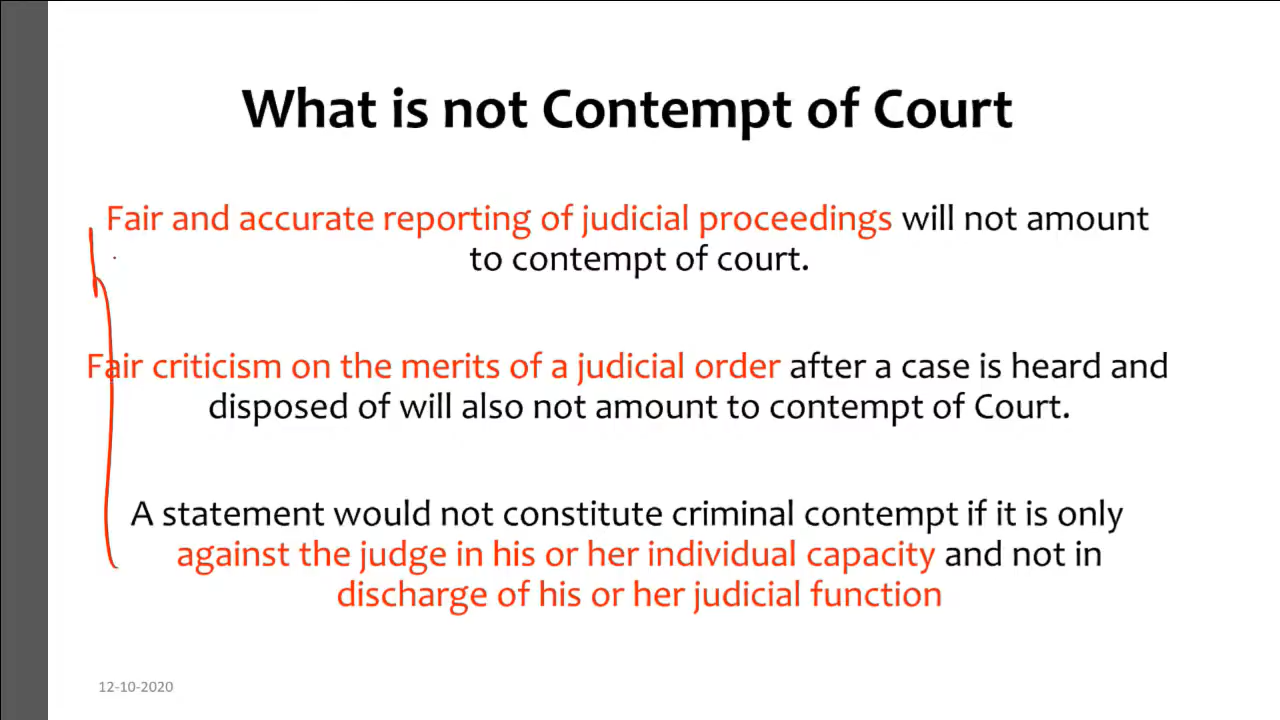 What is not Contempt of Court
Fair and accurate reporting of judicial proceedings will not amount
to contempt of court.
Fair criticism on the merits of a judicial order after a case is heard and
disposed of will also not amount to contempt of Court.
A statement would not constitute criminal contempt if it is only
against the judge in his or her individual capacity and not in
discharge of his or her judicial function
12-10-2020